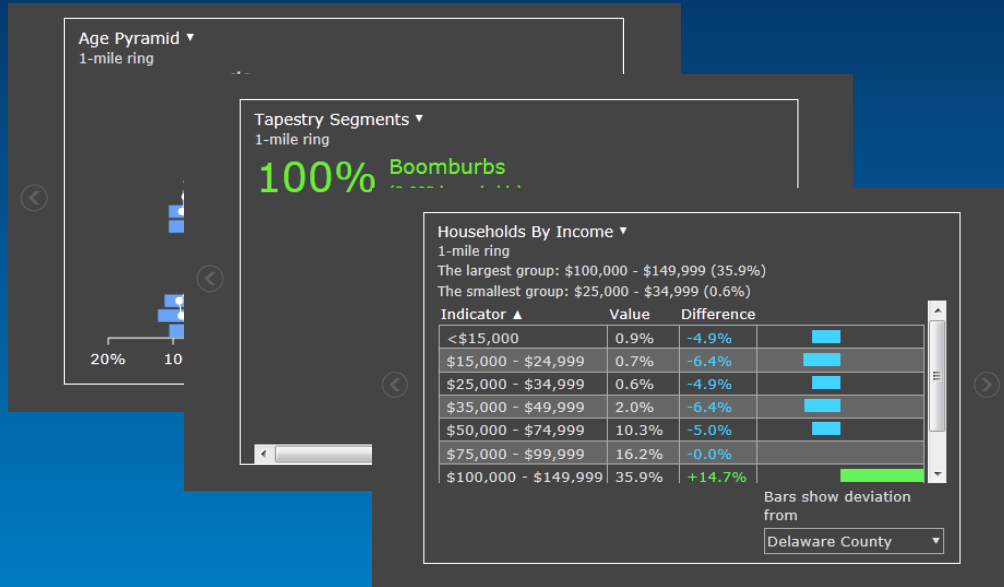 Age Pyramid ▼
1-mile ring
20%
10
Tapestry Segments ▼
1-mile ring
100% Boomburbs
Households By Income ▼
1-mile ring
The largest group: $100,000 - $149,999 (35.9%)
The smallest group: $25,000 - $34,999 (0.6%)
Indicator ▲ Value Difference
<$15,000 0.9% -4.9%
$15,000 - $24,999 0.7% -6.4%
$25,000 - $34,999 0.6% -4.9%
$35,000 - $49,999 2.0% -6.4%
$50,000 - $74,999 10.3% -5.0%
$75,000 - $99,999 16.2% -0.0%
$100,000 - $149,999 35.9% +14.7%
Bars show deviation
from
Delaware County ▼